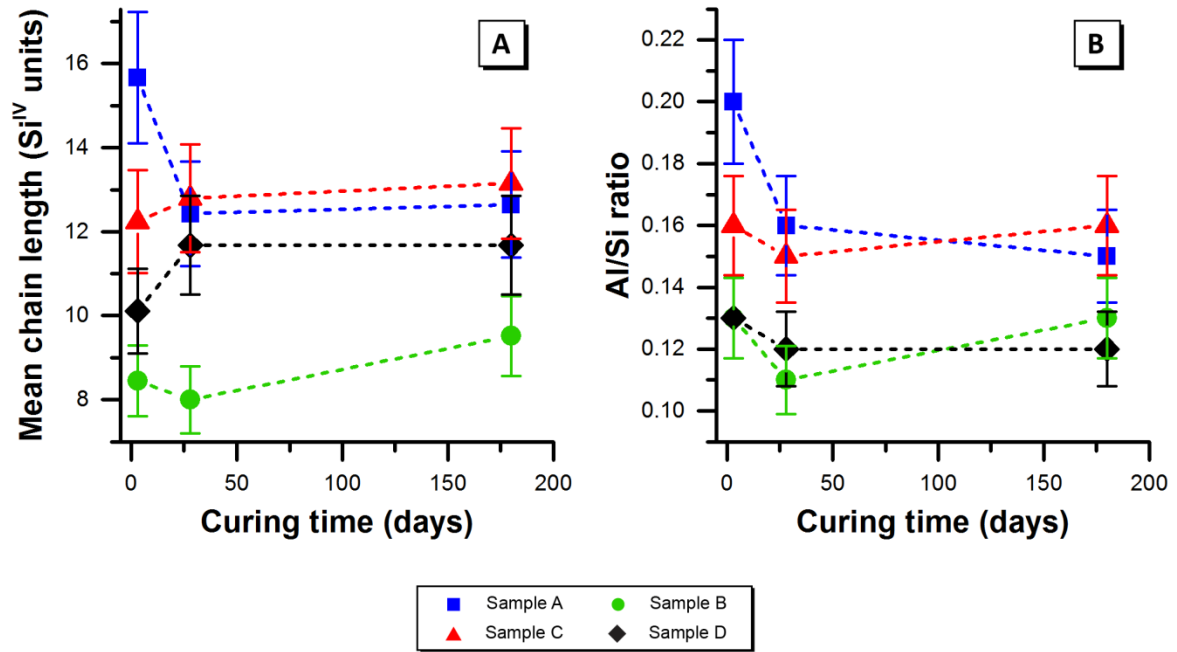 A
Mean chain length (Si^IV units)
16
14
12
10
8
0 50 100 150 200
Curing time (days)
B
Al/Si ratio
0.22
0.20
0.18
0.16
0.14
0.12
0.10
0 50 100 150 200
Curing time (days)
Sample A Sample B
Sample C Sample D